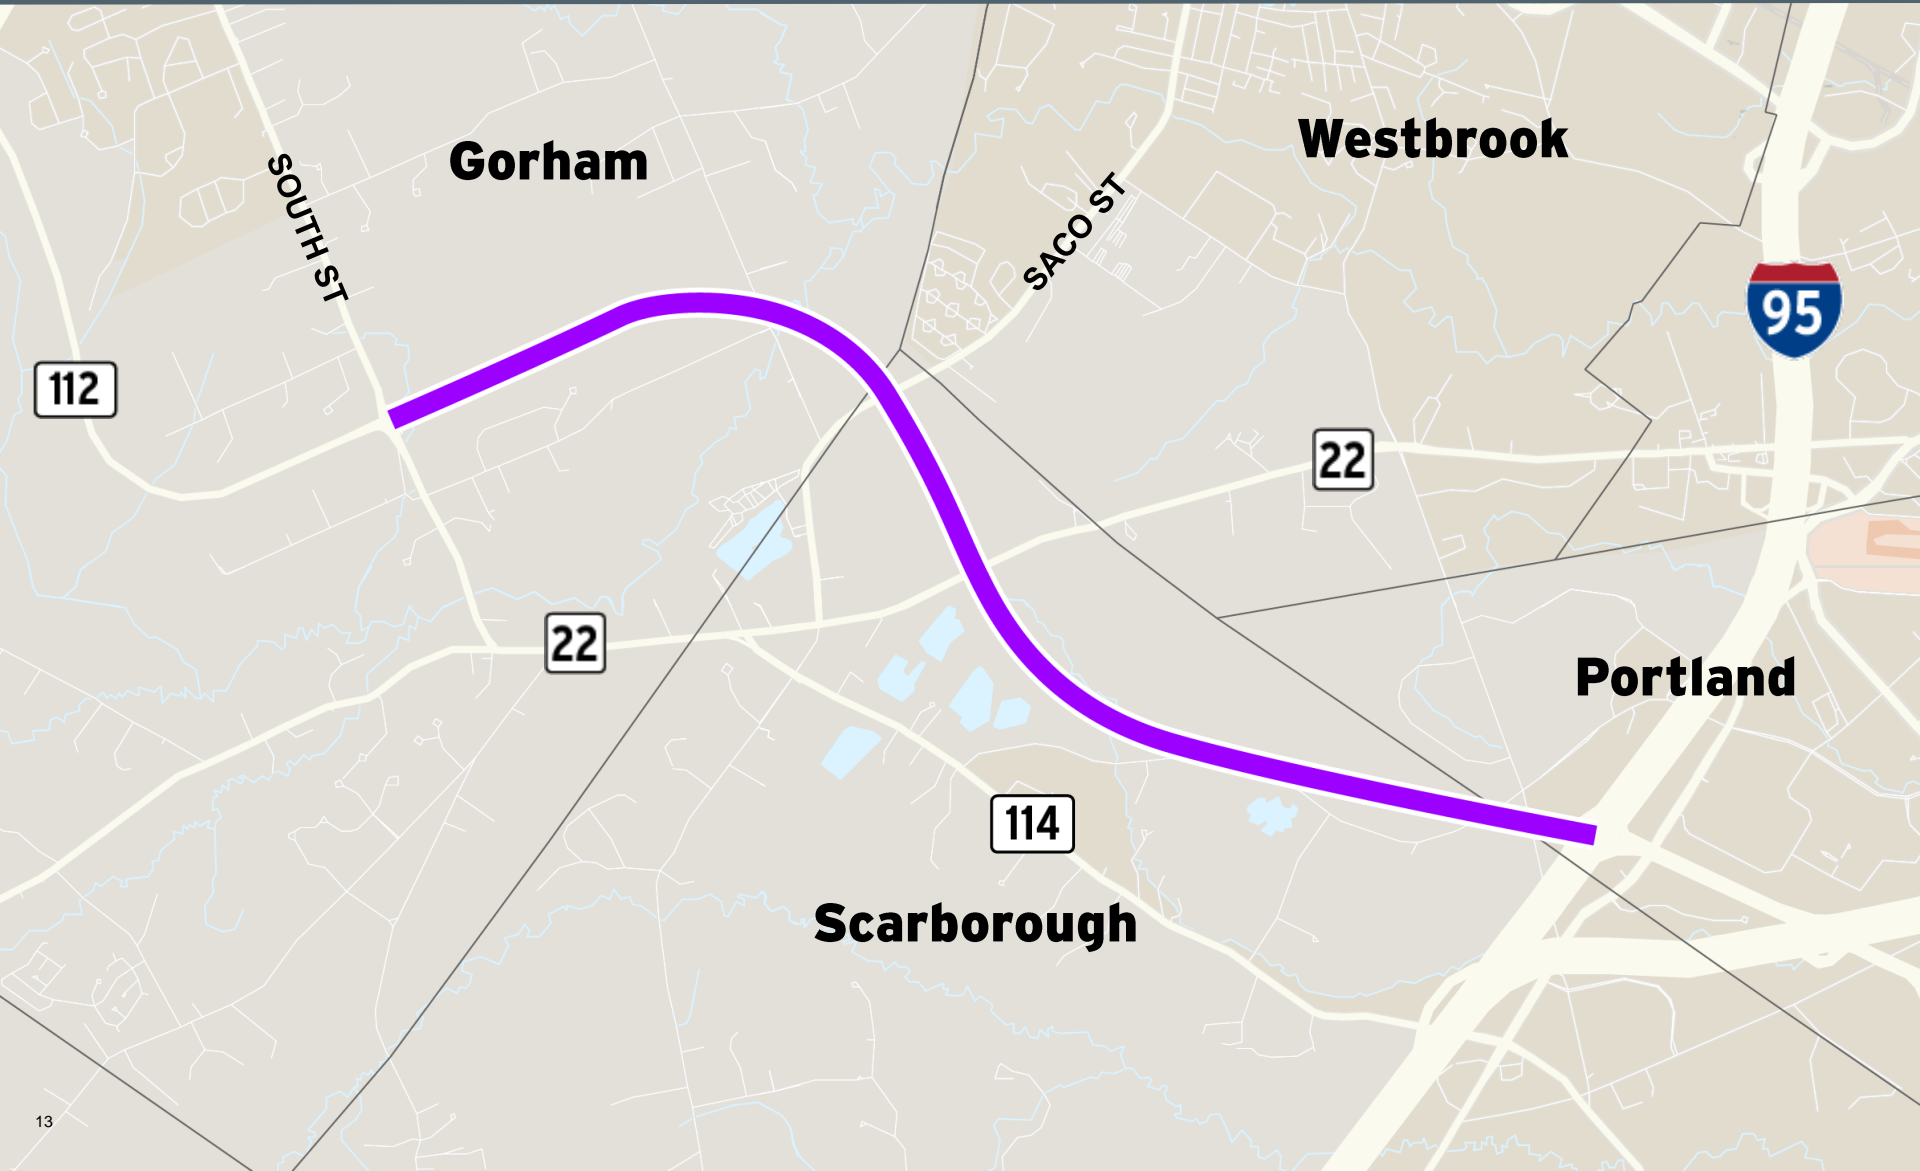 Westbrook
Gorham
SOUTH ST
SACO ST
95
112
22
22
Portland
114
Scarborough
13